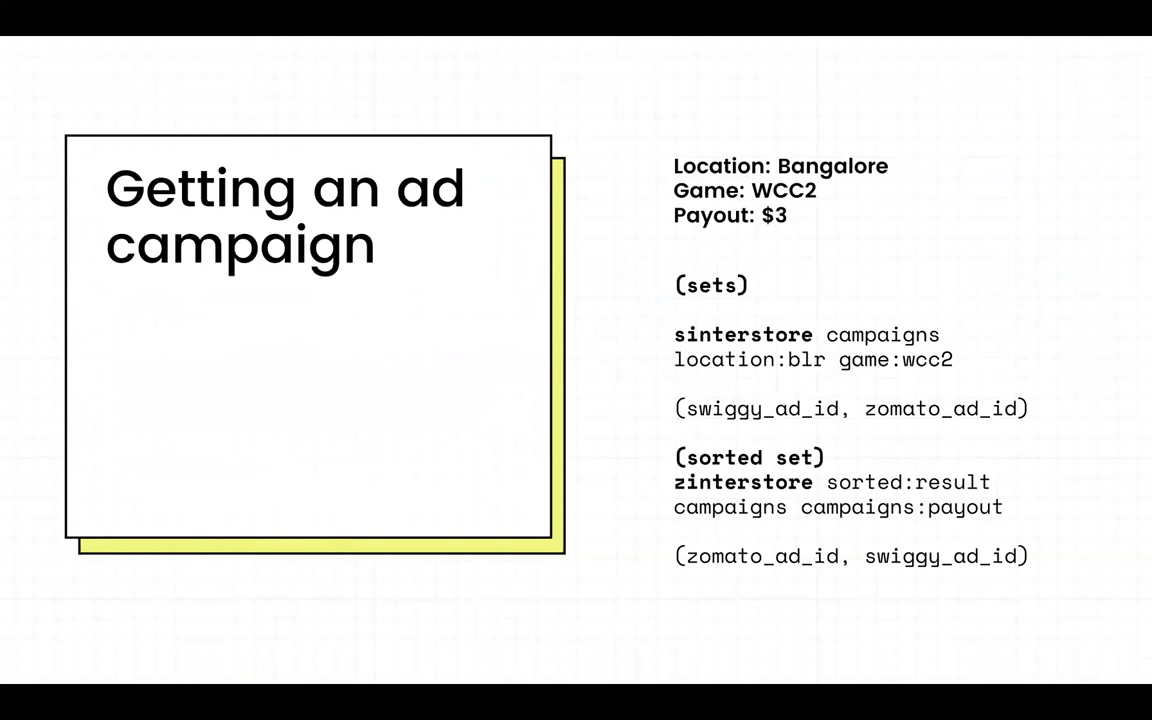 Getting an ad
campaign
Location: Bangalore
Game: WCC2
Payout: $3
(sets)
sinterstore campaigns
location:blr game:wcc2
(swiggy_ad_id, zomato_ad_id)
(sorted set)
zinterstore sorted:result
campaigns campaigns:payout
(zomato_ad_id, swiggy_ad_id)